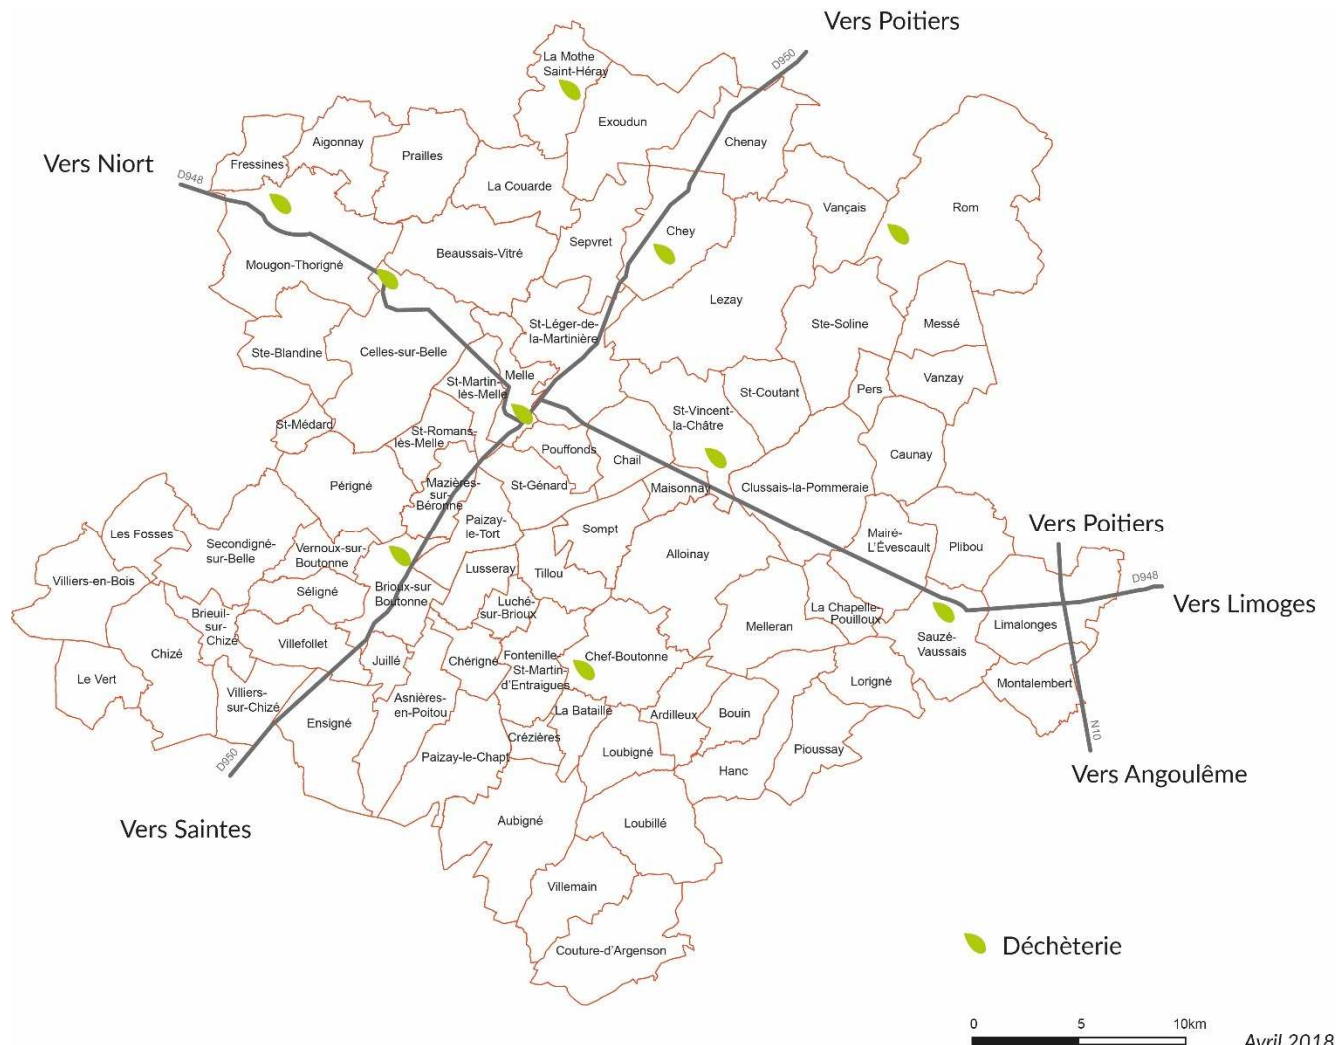 Vers Poitiers
La Mothe
Saint-Héray
D950
Exoudun
Aigonnay
Chenay
Prailles
Fressines
Vers Niort
D948
La Couarde
Vançais
Rom
Chey
Sepvret
Beaussais-Vitré
Mougon-Thorigné
Lezay
St-Léger-de-
la-Martinière
Ste-Soline
Messé
Ste-Blandine
Celles-sur-Belle
Melle
St-Martin-
lès-Melle
Vanzay
Pers
St-Coutant
St-Vincent-
la-Châtre
St-Médard
St-Romans-
lès-Melle
Pouffonds
Chail
Caunay
Périgné
Mazières-
sur-
Béronne
St-Génard
Maisonnay
Clussais-la-Pommeraie
Les Fosses
Secondigné-
sur-Belle
Vernoux-sur-
Boutonne
Paizay-
le-Tort
Sompt
Alloinay
Mairé-
L'Évescault
Plibou
Vers Poitiers
Villiers-en-Bois
Séligné
Brioux-sur
Boutonne
Lusseray
Tillou
D948
Vers Limoges
Brieuil-
sur-
Chizé
Luché-
sur-Brioux
La Chapelle-
Pouilloux
Melleran
Limalonges
Sauzé-
Vaussais
Chizé
Villefollet
Juillé
Chérigné
Fontenille-
St-Martin-
d'Entraigues
Chef-Boutonne
Le Vert
Villiers-
sur-Chizé
Asnières-
en-Poitou
La Bataille
Ardilleux
Bouin
Lorigné
Montalembert
Ensigné
Crézières
N10
D950
Paizay-le-Chapt
Loubigné
Hanc
Pioussay
Vers Angoulême
Vers Saintes
Aubigné
Loubillé
Villemain
Couture-d'Argenson
Déchèterie
0 5 10km
Avril 2018